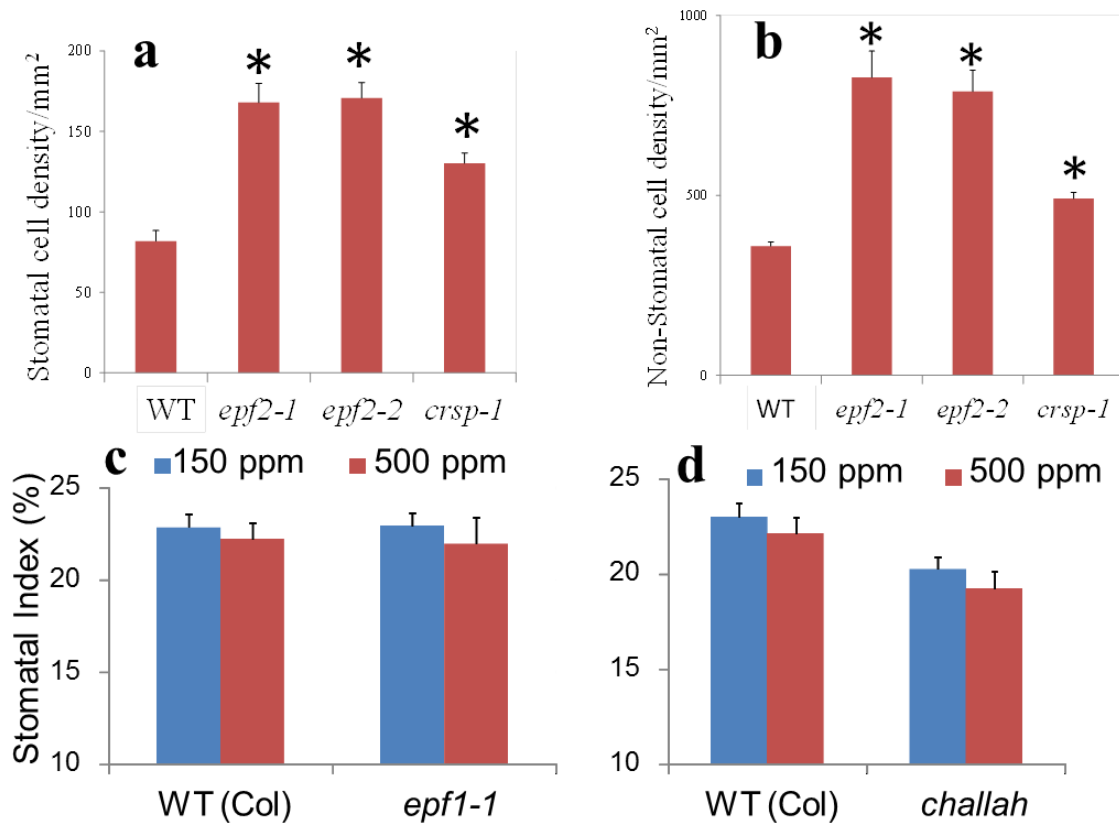 a
Stomatal cell density/mm²
200
150
100
50
0
* * *
WT epf2-1 epf2-2 crsp-1
b
Non-Stomatal cell density/mm²
1000
500
0
* * *
WT epf2-1 epf2-2 crsp-1
c
150 ppm 500 ppm
Stomatal Index (%)
25
20
15
10
WT (Col) epf1-1
d
150 ppm 500 ppm
25
20
15
10
WT (Col) challah